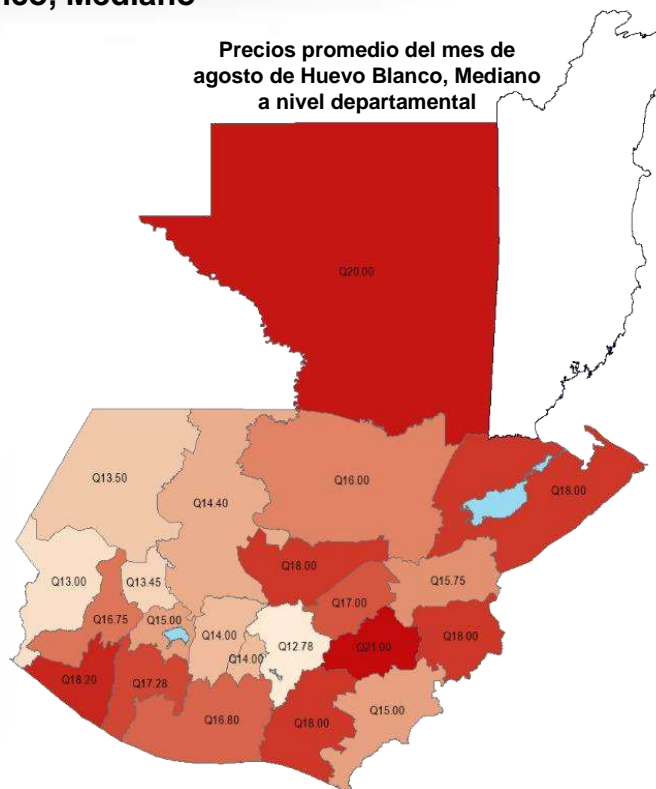 Precios promedio del mes de
agosto de Huevo Blanco, Mediano
a nivel departamental
Q20.00
Q13.50
Q14.40
Q16.00
Q18.00
Q13.00
Q13.45
Q18.00
Q15.75
Q16.75
Q15.00
Q17.00
Q14.00
Q14.00
Q12.78
Q21.00
Q18.00
Q18.20
Q17.28
Q16.80
Q18.00
Q15.00